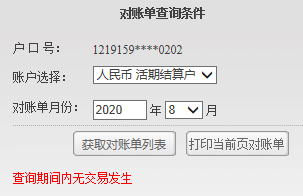 对账单查询条件
户 口 号： 1219159****0202
账户选择： 人民币 活期结算户
对账单月份： 2020 年 8 月
获取对账单列表 打印当前页对账单
查询期间内无交易发生